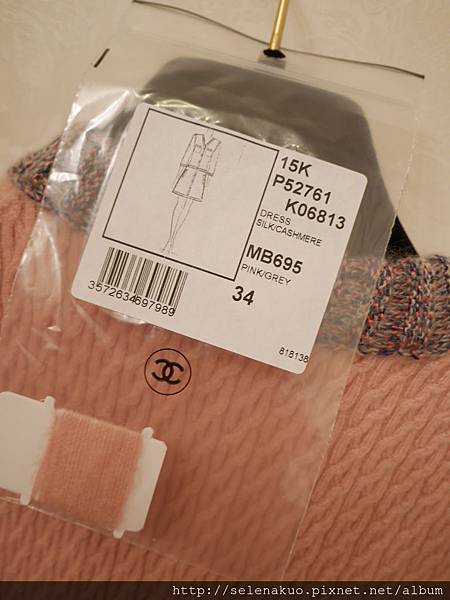 15K
P52761
K06813
DRESS
SILK/CASHMERE
MB695
PINK/GREY
34
3572634697989
818138
http://selenakuo.pixnet.net/album